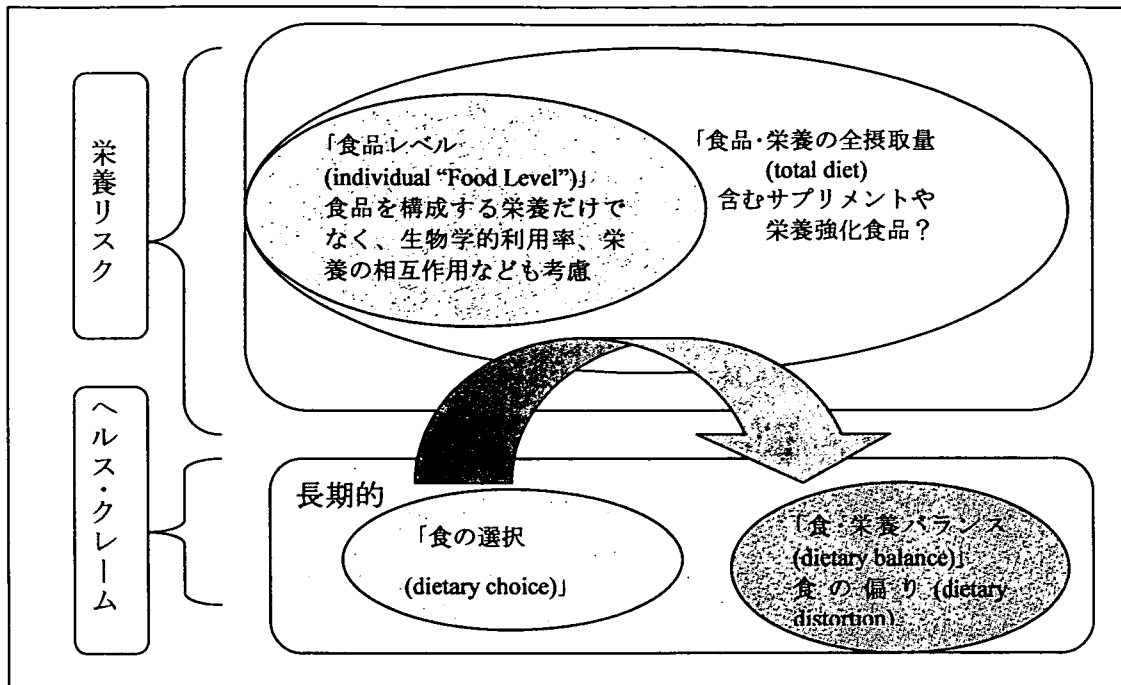 栄養リスク
「食品レベル
(individual “Food Level”)」
食品を構成する栄養だけで
なく、生物学的利用率、栄
養の相互作用なども考慮
「食品・栄養の全摂取量
(total diet)
含むサプリメントや
栄養強化食品？
ヘルス・クレーム
長期的
「食の選択
(dietary choice)」
「食・栄養バランス
(dietary balance)」
食の偏り(dietary
distortion)